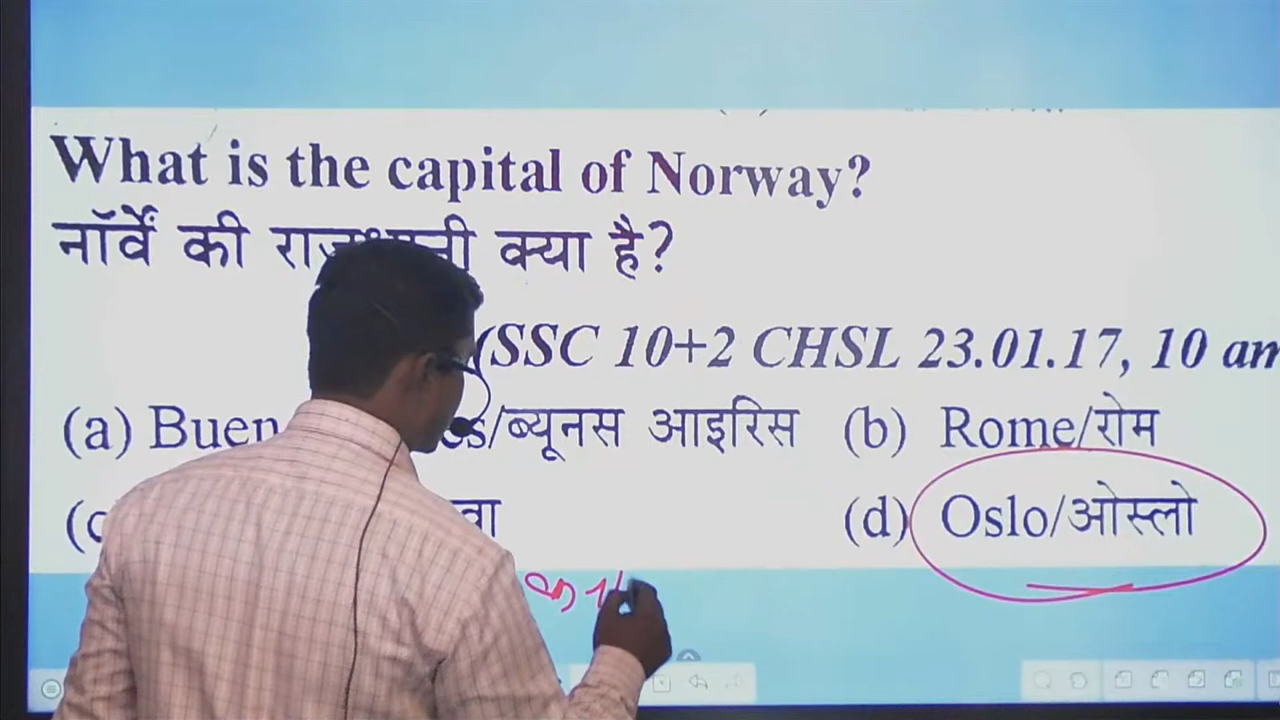 What is the capital of Norway?
नॉर्वें की क्या है?
(SSC 10+2 CHSL 23.01.17, 10 am
(a) /ब्यूनस आइरिस (b) Rome/रोम
(d) Oslo/ओस्लो